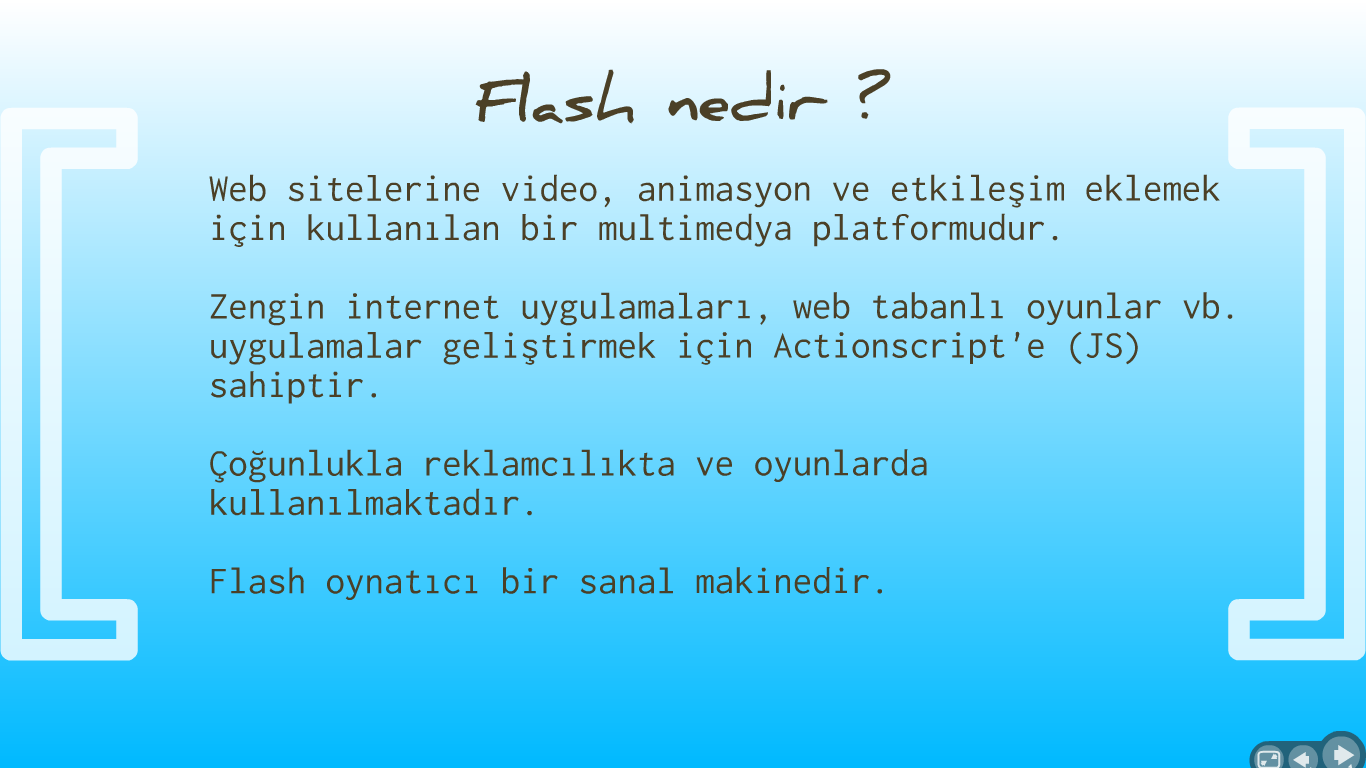 Flash nedir ?
Web sitelerine video, animasyon ve etkileşim eklemek
için kullanılan bir multimedya platformudur.
Zengin internet uygulamaları, web tabanlı oyunlar vb.
uygulamalar geliştirmek için Actionscript'e (JS)
sahiptir.
Çoğunlukla reklamcılıkta ve oyunlarda
kullanılmaktadır.
Flash oynatıcı bir sanal makinedir.